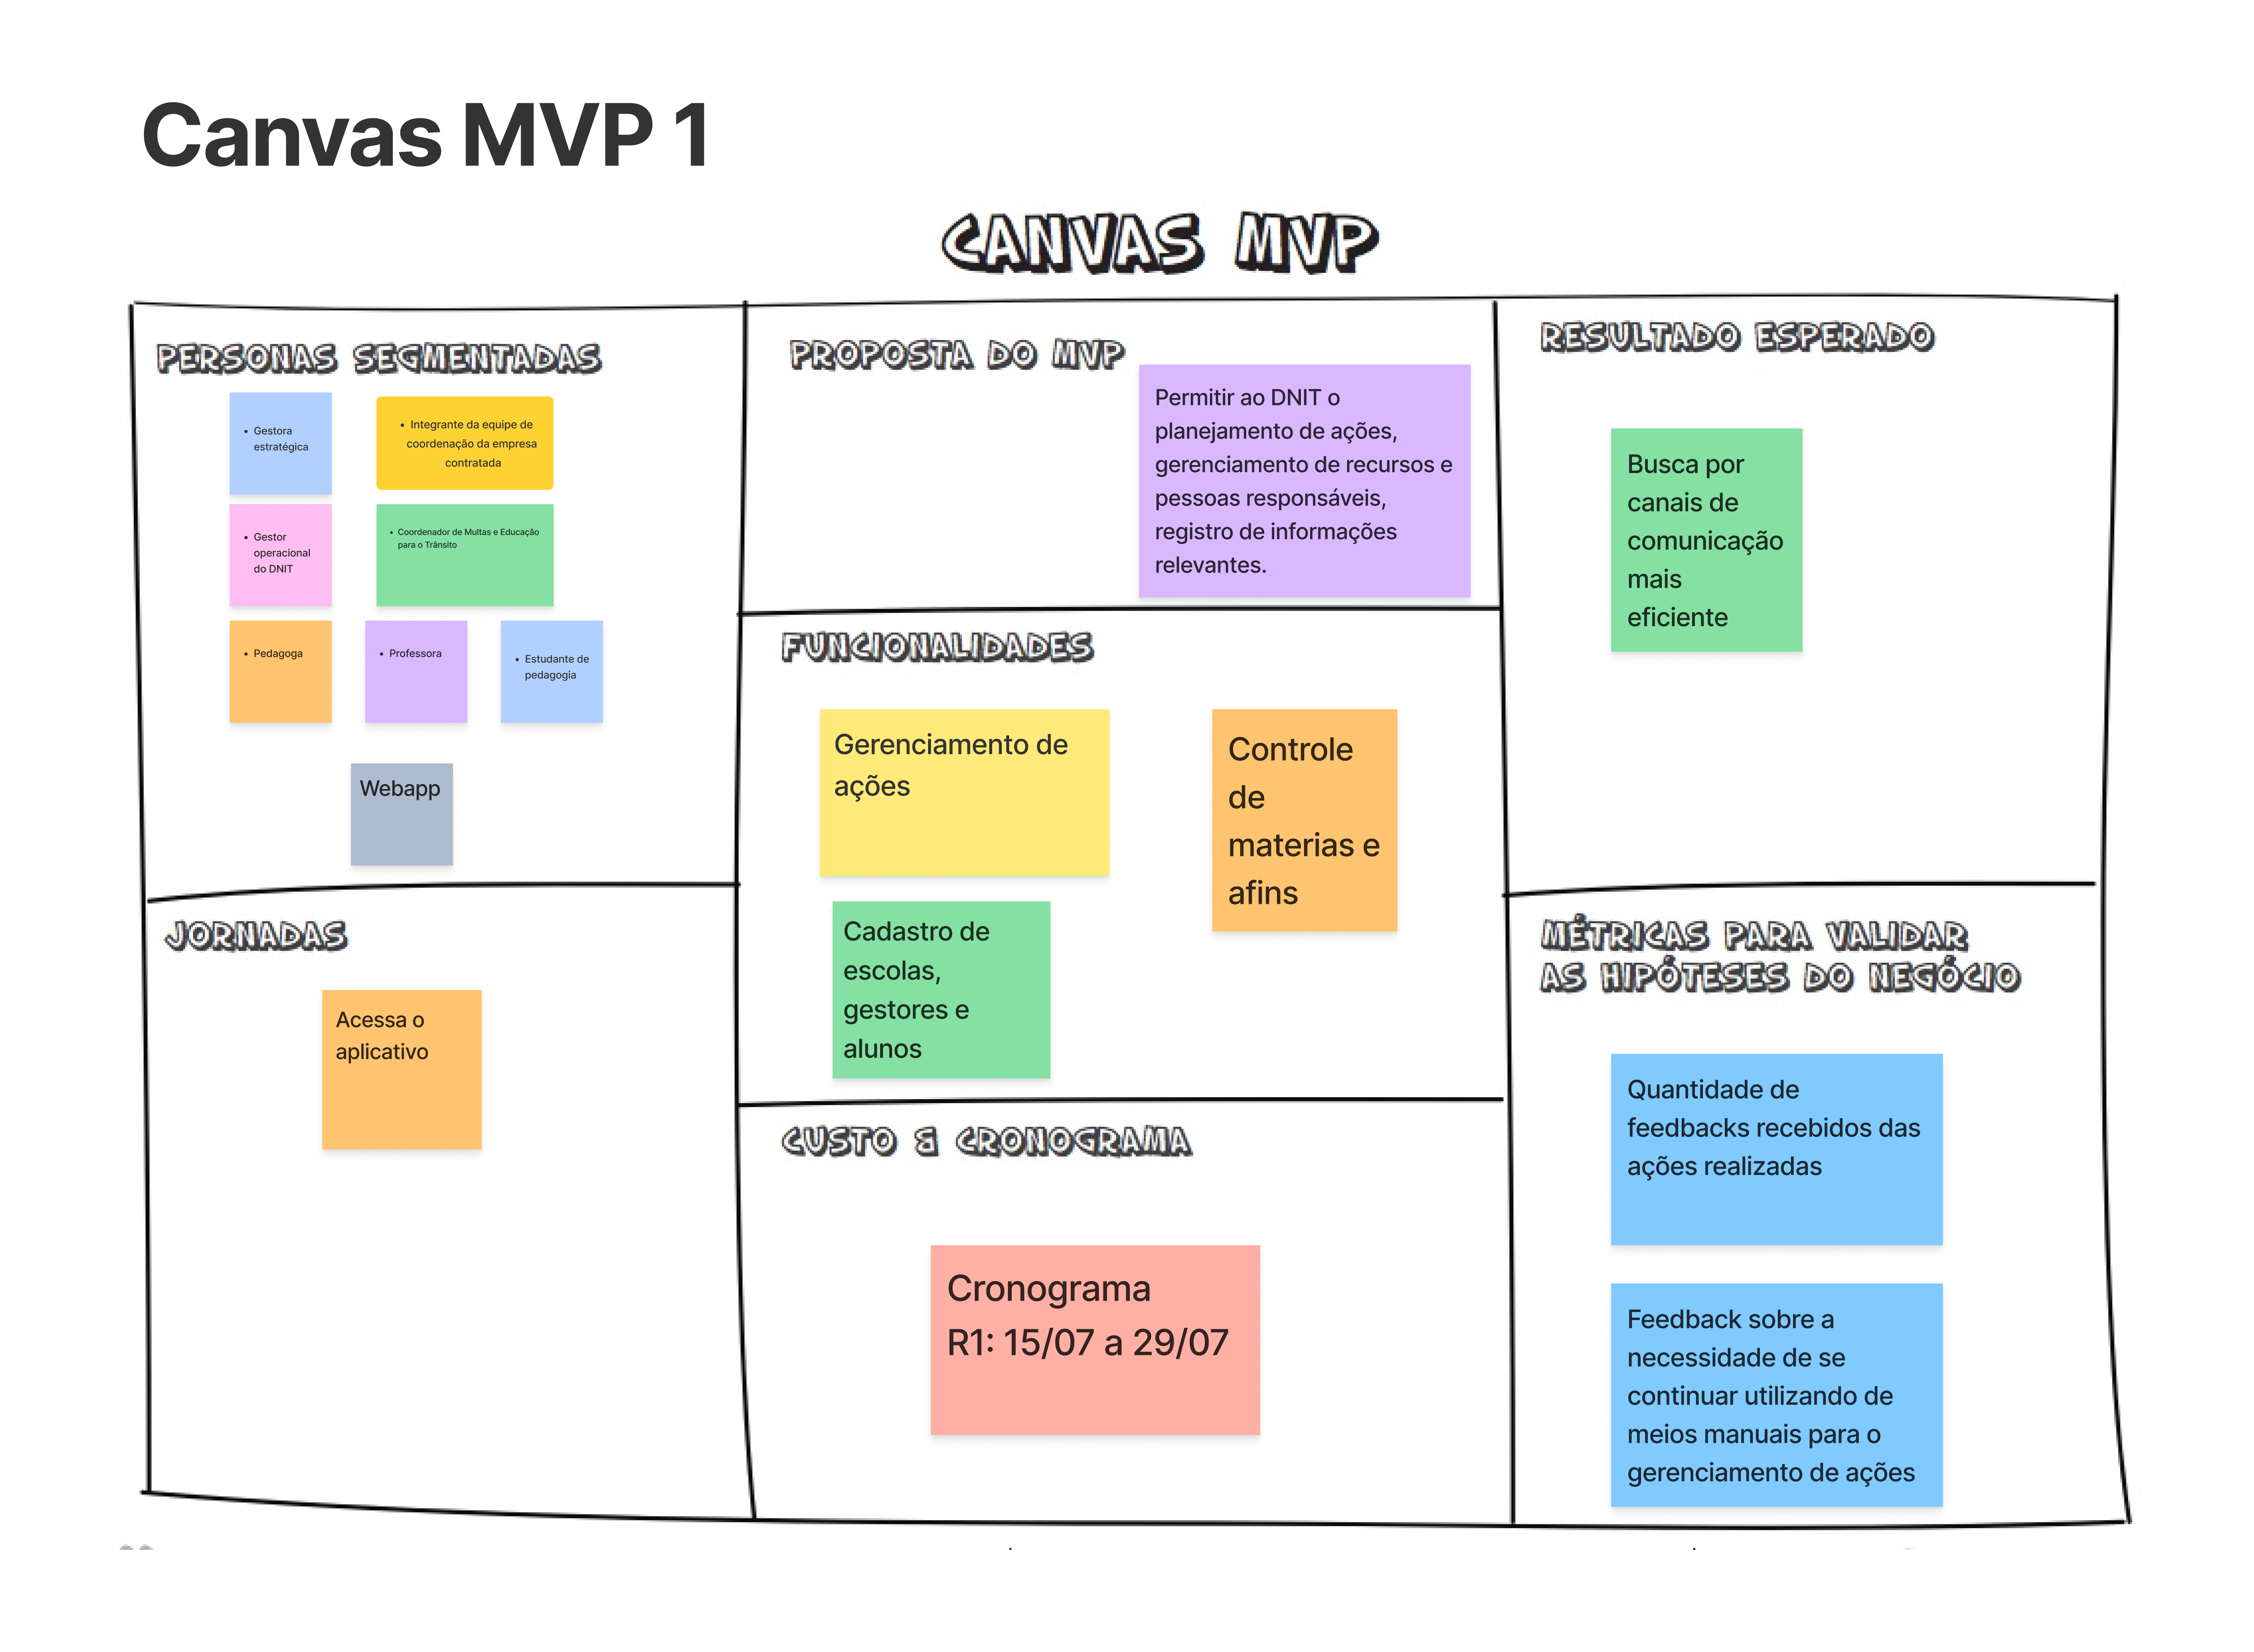 Canvas MVP 1
CANVAS MVP
PERSONAS SEGMENTADAS
• Gestora
estratégica
• Integrante da equipe de
coordenação da empresa
contratada
• Gestor
operacional
do DNIT
• Coordenador de Multas e Educação
para o Trânsito
• Pedagoga
• Professora
• Estudante de
pedagogia
Webapp
JORNADAS
Acessa o
aplicativo
PROPOSTA DO MVP
Permitir ao DNIT o
planejamento de ações,
gerenciamento de recursos e
pessoas responsáveis,
registro de informações
relevantes.
FUNCIONALIDADES
Gerenciamento de
ações
Controle
de
materias e
afins
Cadastro de
escolas,
gestores e
alunos
CUSTO & CRONOGRAMA
Cronograma
R1: 15/07 a 29/07
RESULTADO ESPERADO
Busca por
canais de
comunicação
mais
eficiente
MÉTRICAS PARA VALIDAR
AS HIPÓTESES DO NEGÓCIO
Quantidade de
feedbacks recebidos das
ações realizadas
Feedback sobre a
necessidade de se
continuar utilizando de
meios manuais para o
gerenciamento de ações